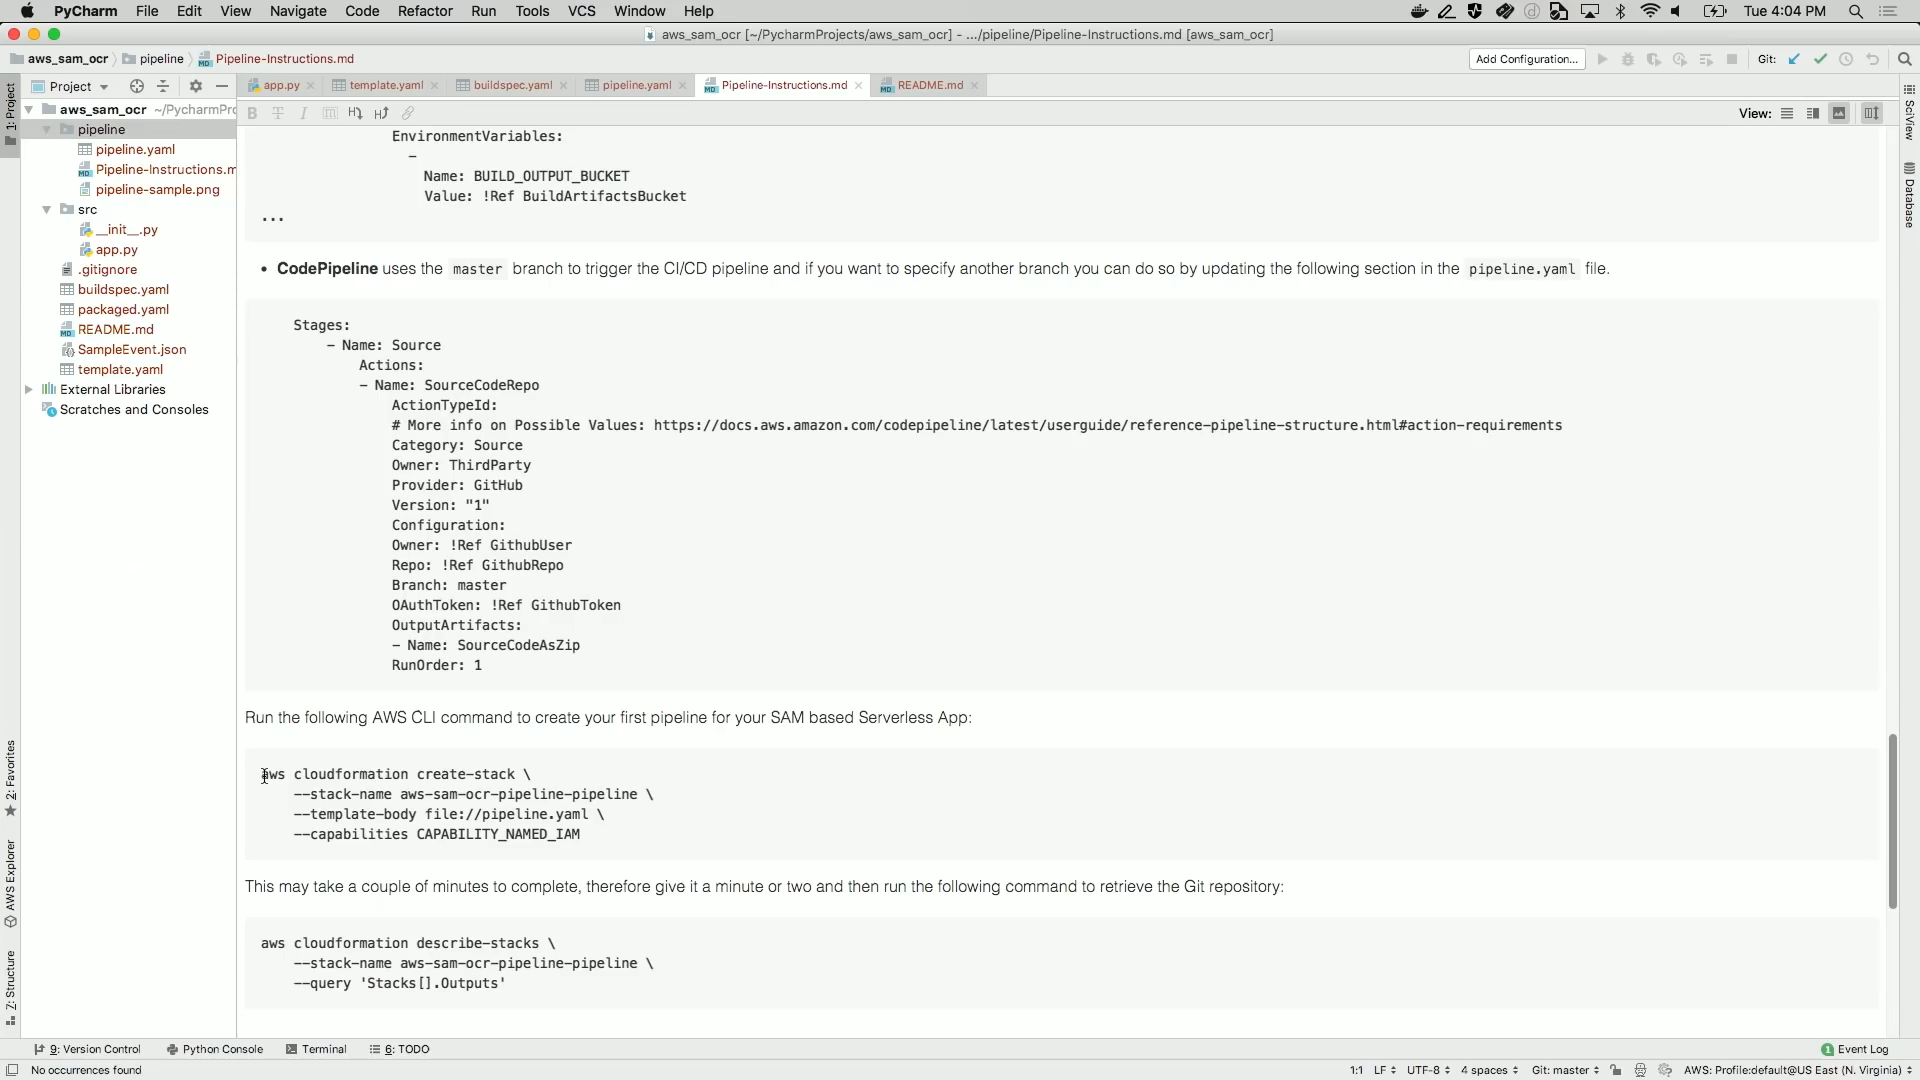 PyCharm File Edit View Navigate Code Refactor Run Tools VCS Window Help Tue 4:04 PM
aws_sam_ocr [~/PycharmProjects/aws_sam_ocr] - .../pipeline/Pipeline-Instructions.md [aws_sam_ocr]
aws_sam_ocr pipeline Pipeline-Instructions.md Add Configuration... Git:
Project app.py template.yaml buildspec.yaml pipeline.yaml Pipeline-Instructions.md README.md
View:
1: Project
aws_sam_ocr ~/PycharmPro
pipeline
pipeline.yaml
Pipeline-Instructions.m
pipeline-sample.png
src
__init__.py
app.py
.gitignore
buildspec.yaml
packaged.yaml
README.md
SampleEvent.json
template.yaml
External Libraries
Scratches and Consoles
2: Favorites
AWS Explorer
Z: Structure
EnvironmentVariables:
-
Name: BUILD_OUTPUT_BUCKET
Value: !Ref BuildArtifactsBucket
...
• CodePipeline uses the master branch to trigger the CI/CD pipeline and if you want to specify another branch you can do so by updating the following section in the pipeline.yaml file.
Stages:
- Name: Source
Actions:
- Name: SourceCodeRepo
ActionTypeId:
# More info on Possible Values: https://docs.aws.amazon.com/codepipeline/latest/userguide/reference-pipeline-structure.html#action-requirements
Category: Source
Owner: ThirdParty
Provider: GitHub
Version: "1"
Configuration:
Owner: !Ref GithubUser
Repo: !Ref GithubRepo
Branch: master
OAuthToken: !Ref GithubToken
OutputArtifacts:
- Name: SourceCodeAsZip
RunOrder: 1
Run the following AWS CLI command to create your first pipeline for your SAM based Serverless App:
aws cloudformation create-stack \
--stack-name aws-sam-ocr-pipeline-pipeline \
--template-body file://pipeline.yaml \
--capabilities CAPABILITY_NAMED_IAM
This may take a couple of minutes to complete, therefore give it a minute or two and then run the following command to retrieve the Git repository:
aws cloudformation describe-stacks \
--stack-name aws-sam-ocr-pipeline-pipeline \
--query 'Stacks[].Outputs'
SciView
Database
9: Version Control Python Console Terminal 6: TODO 1 Event Log
No occurrences found 1:1 LF UTF-8 4 spaces Git: master AWS: Profile:default@US East (N. Virginia)